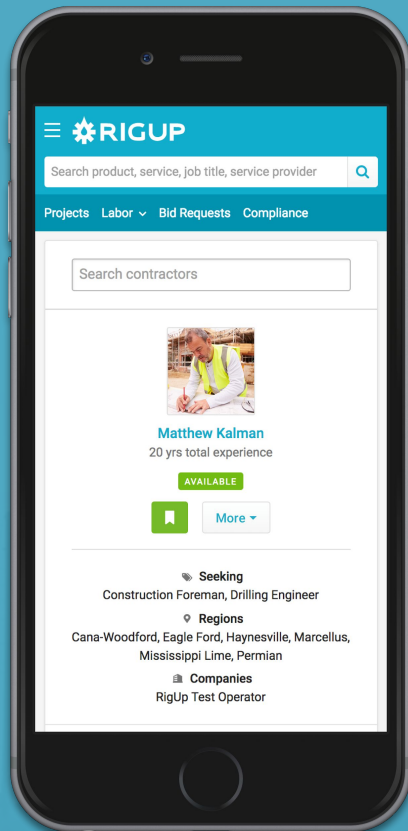 RIGUP
Search product, service, job title, service provider
Projects Labor Bid Requests Compliance
Search contractors
Matthew Kalman
20 yrs total experience
AVAILABLE
More
Seeking
Construction Foreman, Drilling Engineer
Regions
Cana-Woodford, Eagle Ford, Haynesville, Marcellus,
Mississippi Lime, Permian
Companies
RigUp Test Operator